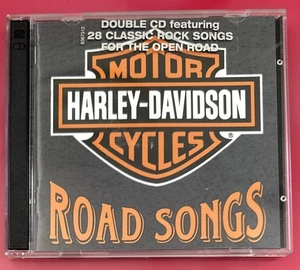 DOUBLE CD featuring
28 CLASSIC ROCK SONGS
FOR THE OPEN ROAD
MOTOR
HARLEY-DAVIDSON
®
CYCLES
ROAD SONGS